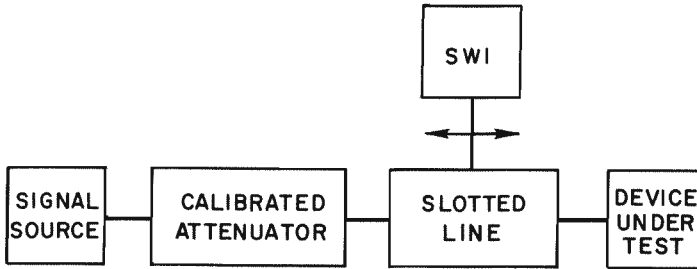 SWI
SIGNAL
SOURCE
CALIBRATED
ATTENUATOR
SLOTTED
LINE
DEVICE
UNDER
TEST